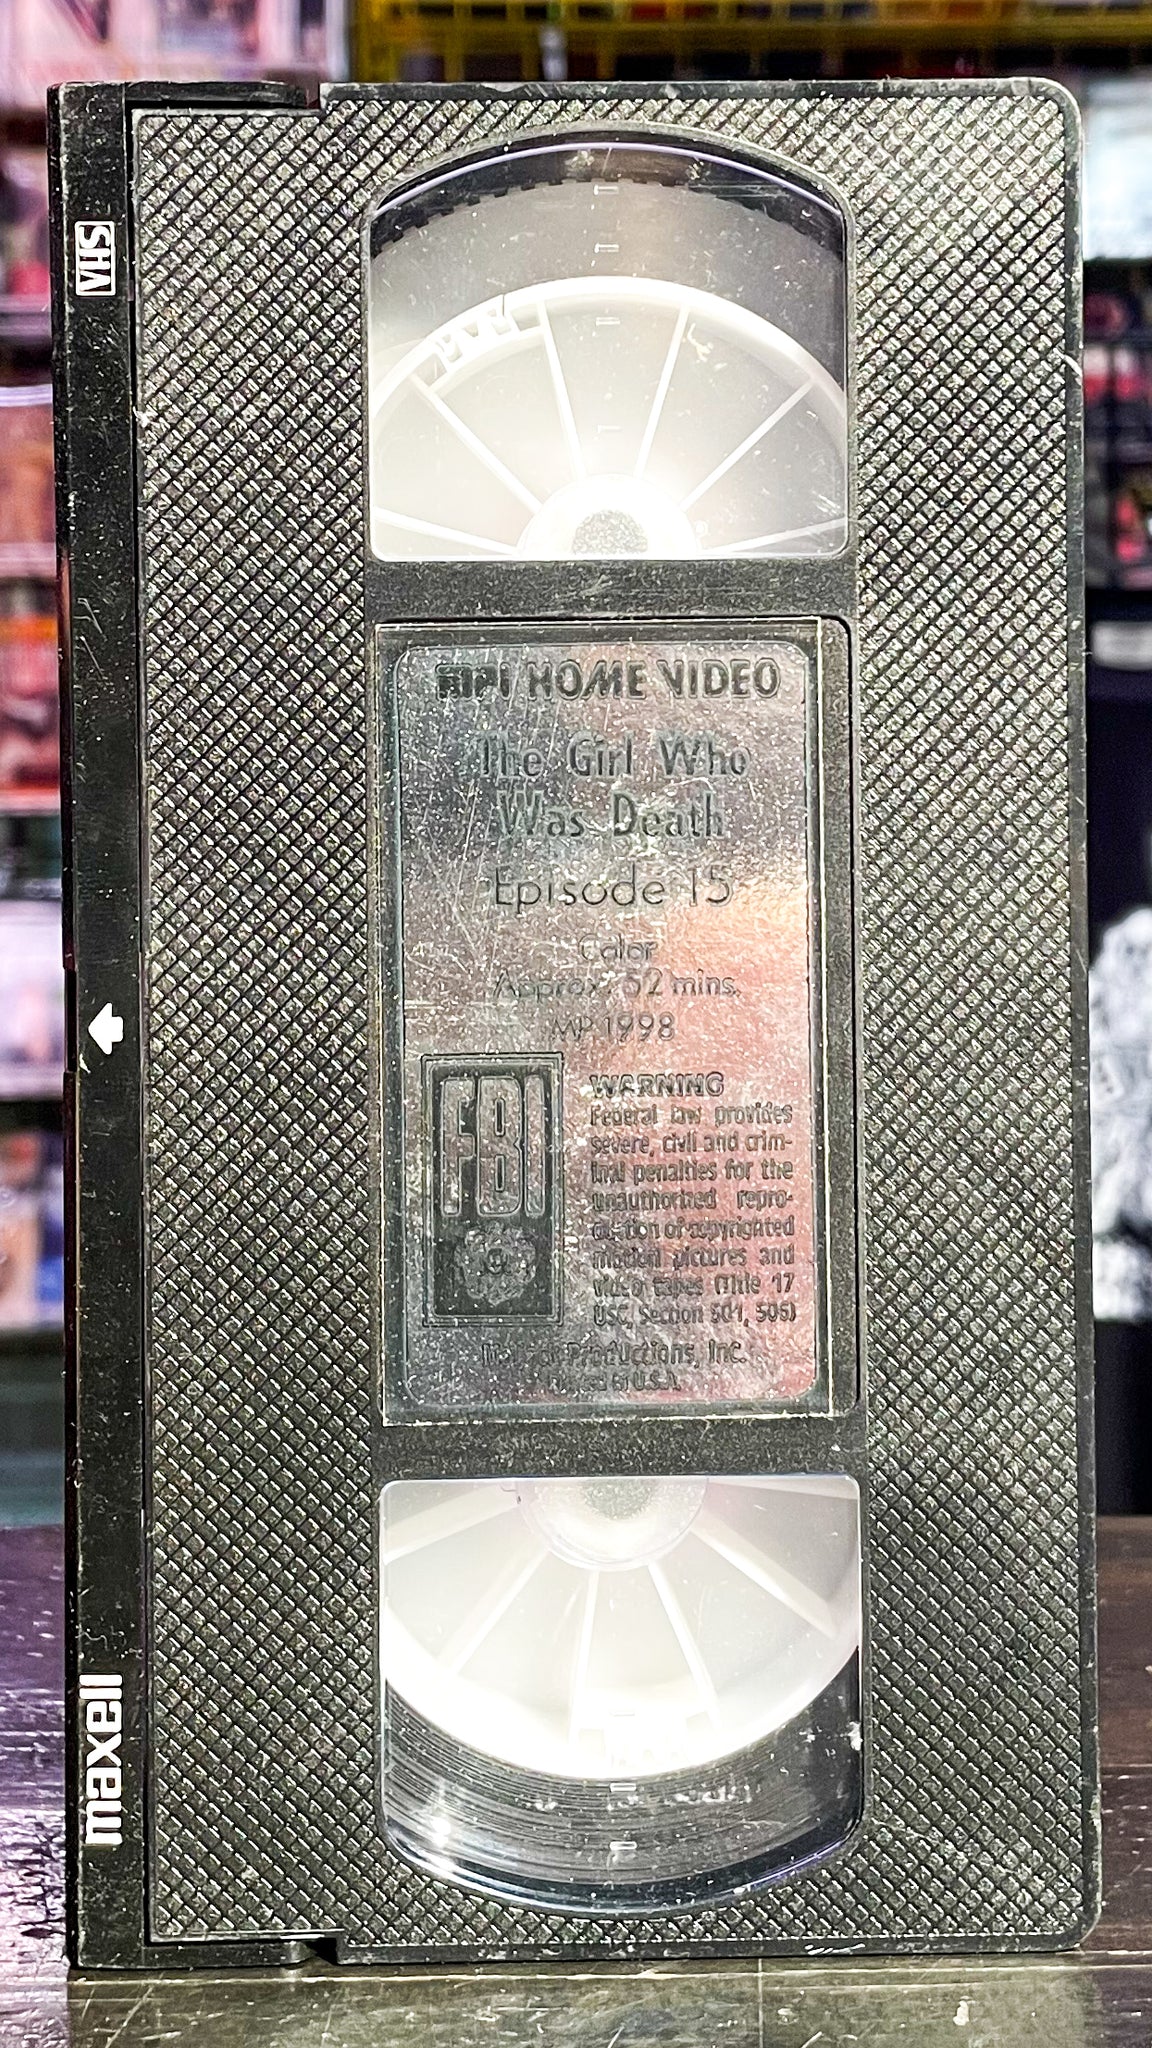 VHS
MPI HOME VIDEO
The Girl Who
Was Death
Episode 15
Color
Approx. 52 mins.
MP 1998
FBI
WARNING
Federal law provides
severe, civil and crim-
inal penalties for the
unauthorized repro-
duction of copyrighted
motion pictures and
video tapes (Title 17
USC, Section 501, 506)
Productions, Inc.
in U.S.A.
maxell